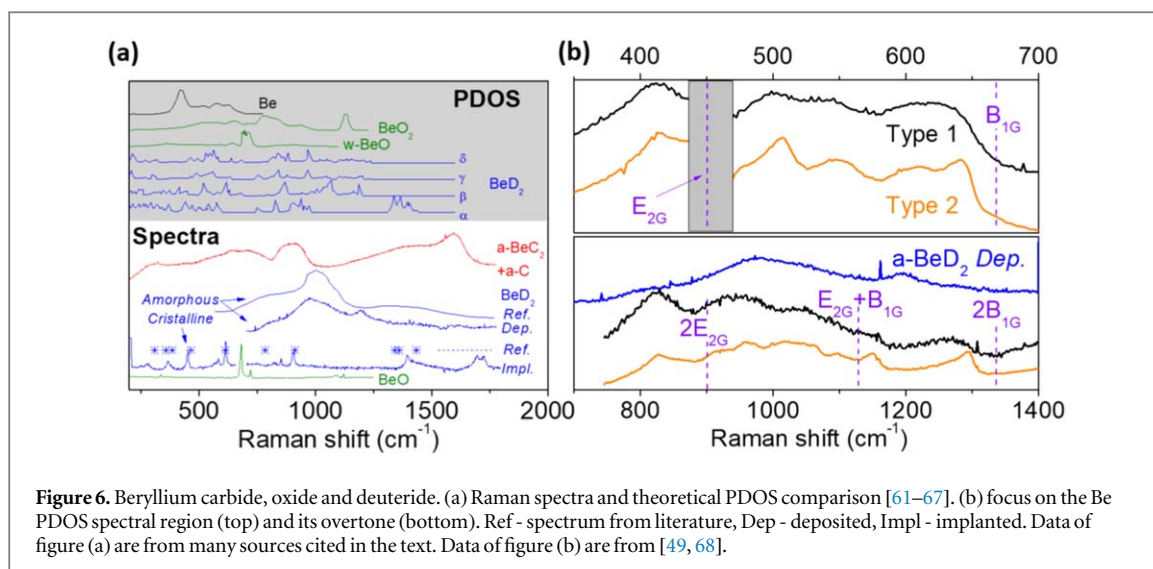 (a)
PDOS
Be
BeO2
w-BeO
δ
γ
BeD2
β
α
Spectra
a-BeC2
+a-C
Amorphous
BeD2
Ref.
Cristalline
Dep.
Ref.
Impl.
BeO
500 1000 1500 2000
Raman shift (cm-1)
(b)
400 500 600 700
Type 1
B1G
E2G
Type 2
a-BeD2 Dep.
E2G+B1G
2E2G
2B1G
800 1000 1200 1400
Raman shift (cm-1)
Figure 6. Beryllium carbide, oxide and deuteride. (a) Raman spectra and theoretical PDOS comparison [61–67]. (b) focus on the Be
PDOS spectral region (top) and its overtone (bottom). Ref - spectrum from literature, Dep - deposited, Impl - implanted. Data of
figure (a) are from many sources cited in the text. Data of figure (b) are from [49, 68].